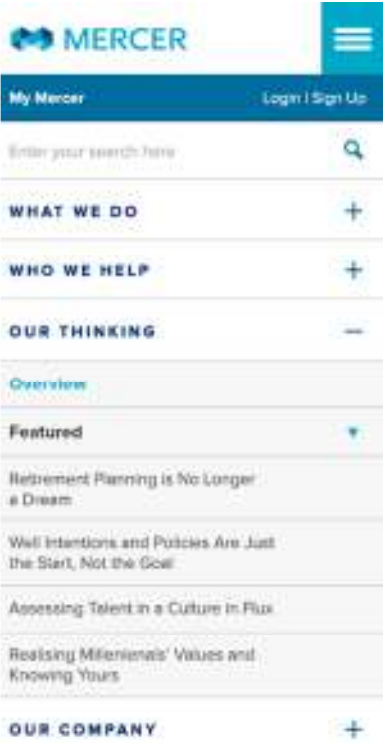 MERCER
My Mercer
Login | Sign Up
Enter your search here
WHAT WE DO
WHO WE HELP
OUR THINKING
Overview
Featured
Retirement Planning is No Longer
a Dream
Well Intentions and Policies Are Just
the Start, Not the Goal
Assessing Talent in a Culture in Flux
Realising Millenienals' Values and
Knowing Yours
OUR COMPANY